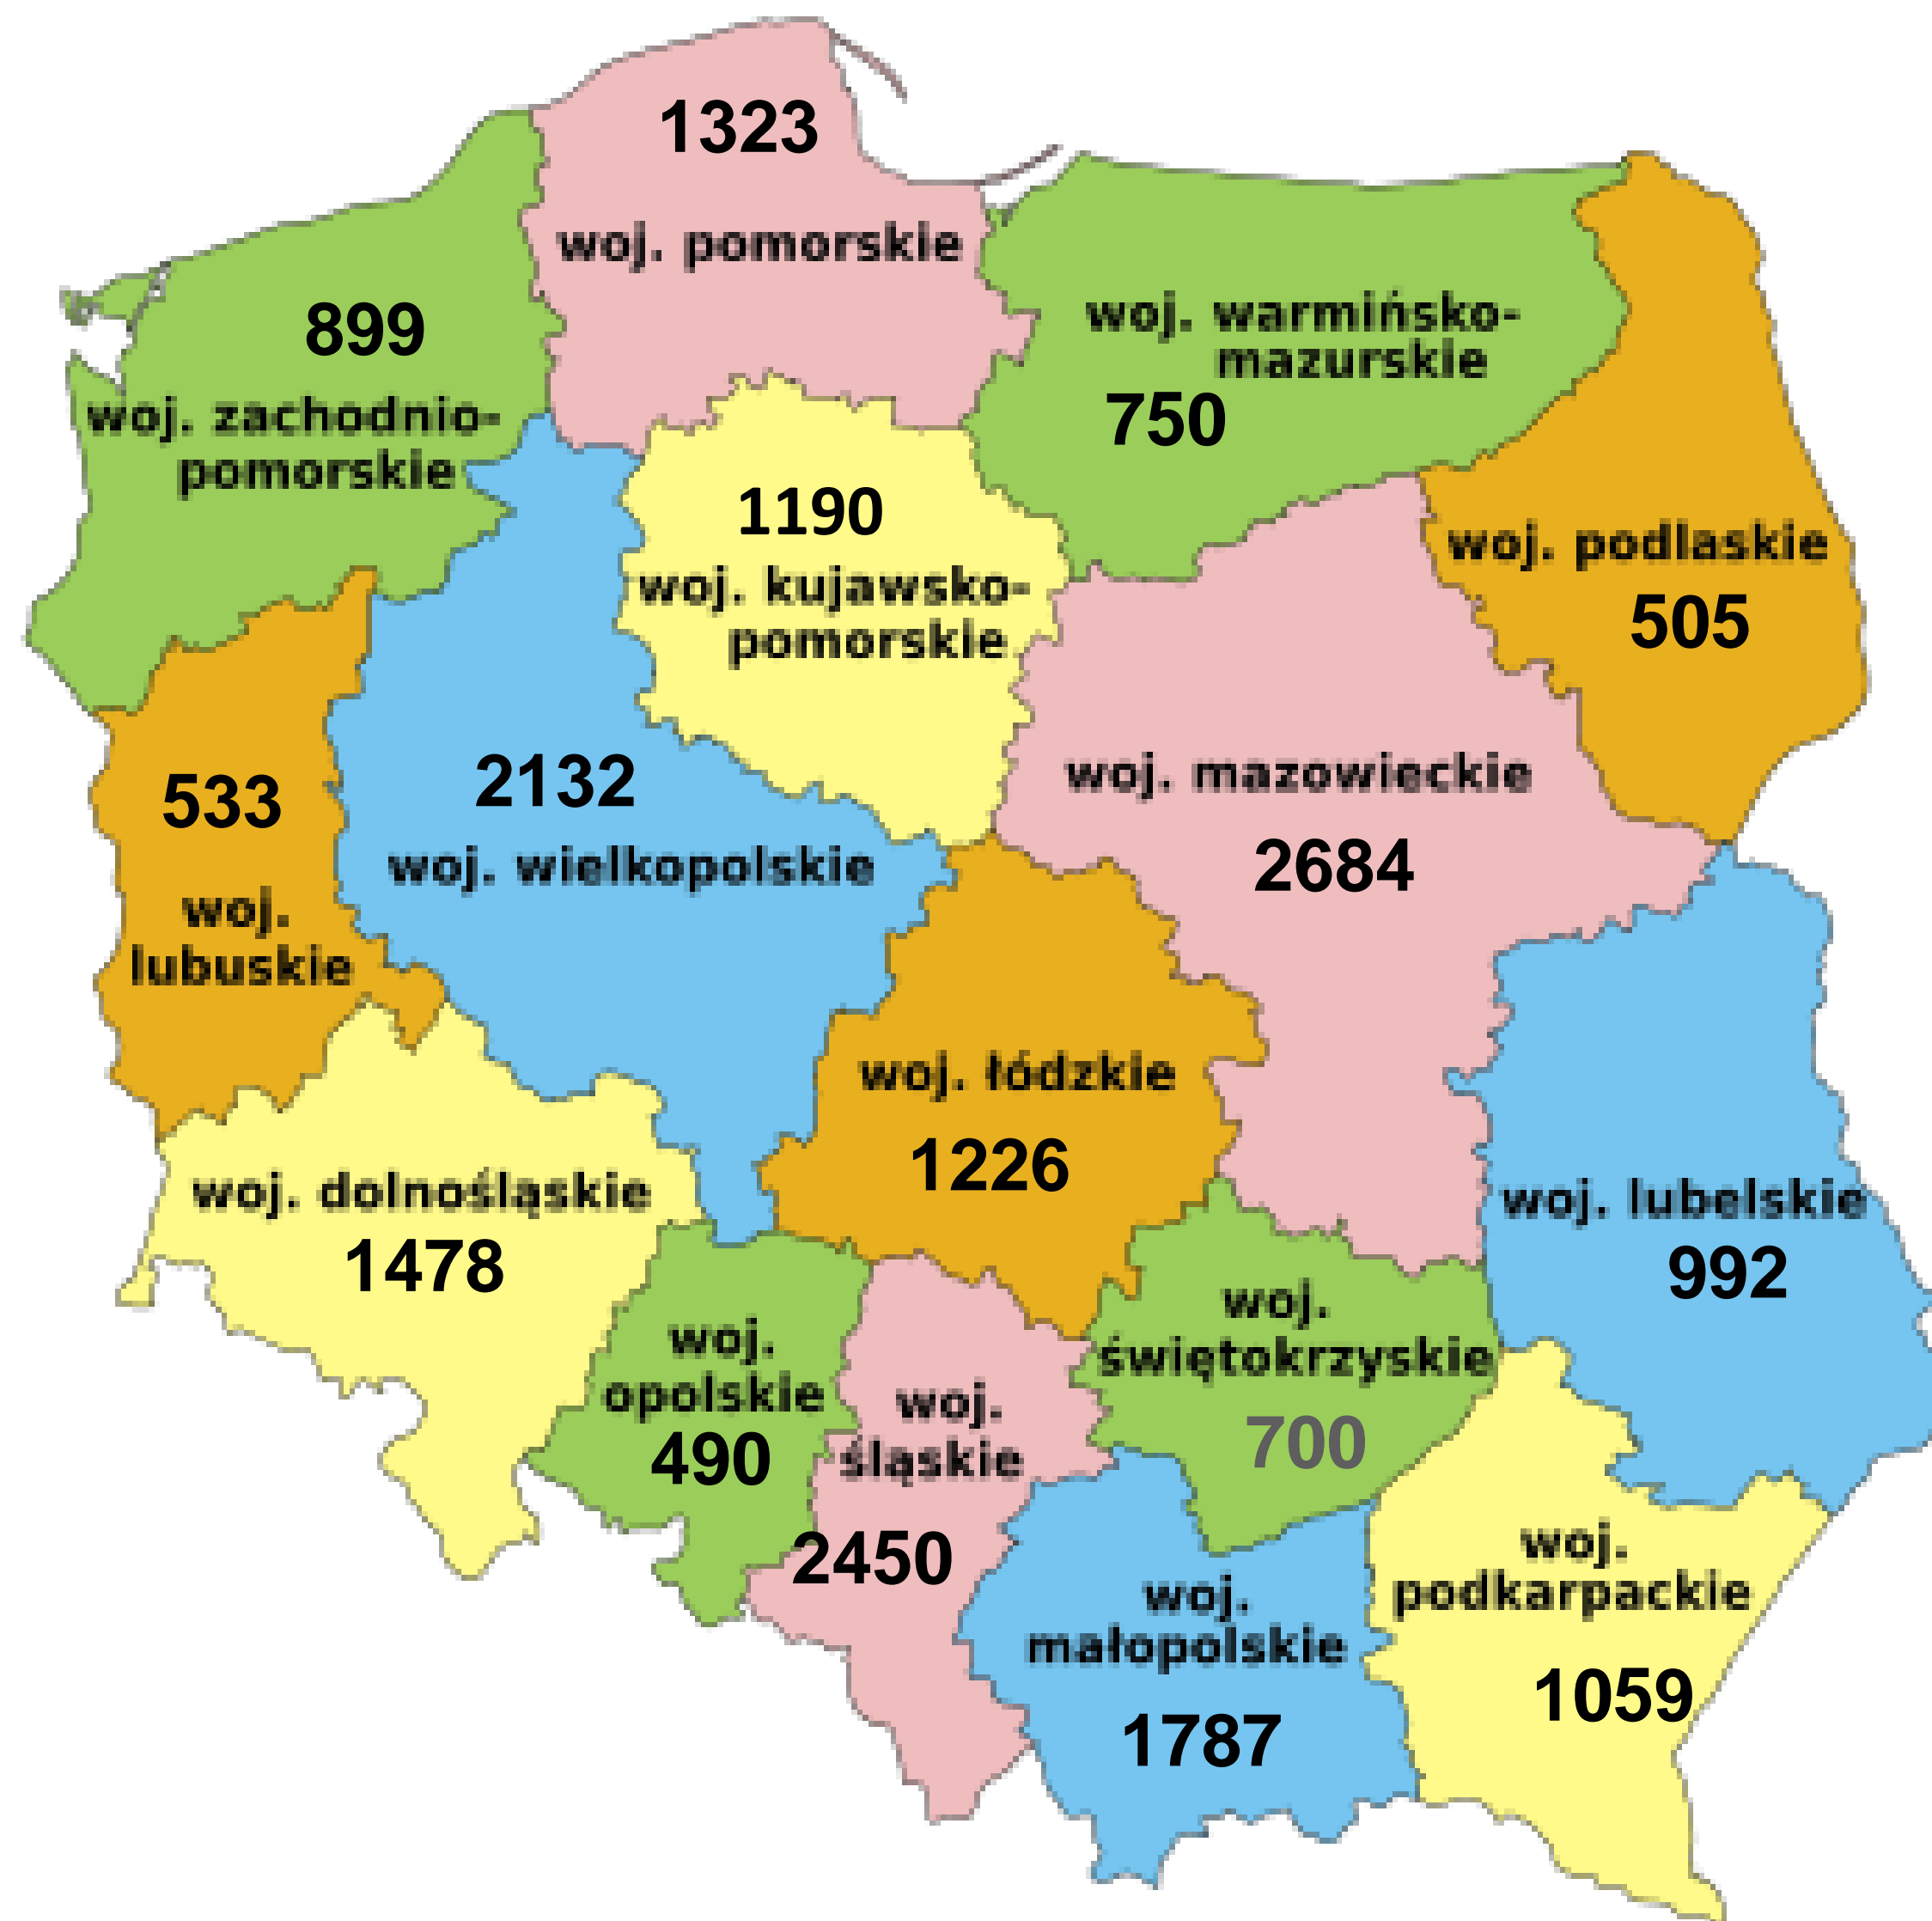 1323
woj. pomorskie
899
woj. zachodnio-
pomorskie
woj. warmińsko-
mazurskie
750
1190
woj. kujawsko-
pomorskie
woj. podlaskie
505
533
woj.
lubuskie
2132
woj. wielkopolskie
woj. mazowieckie
2684
woj. łódzkie
1226
woj. dolnośląskie
1478
woj. lubelskie
992
woj.
opolskie
490
woj.
śląskie
2450
woj.
świętokrzyskie
700
woj.
małopolskie
1787
woj.
podkarpackie
1059